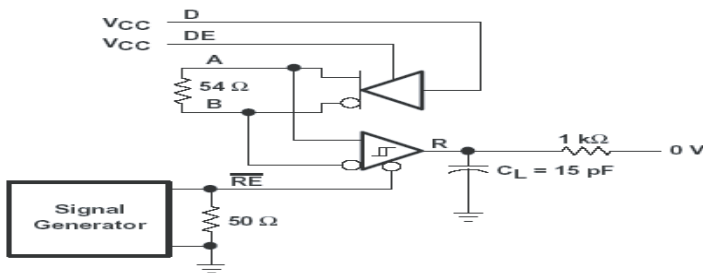 VCC D
VCC DE
A
54 Ω
B
R 1 kΩ 0 V
CL = 15 pF
RE
Signal
Generator
50 Ω